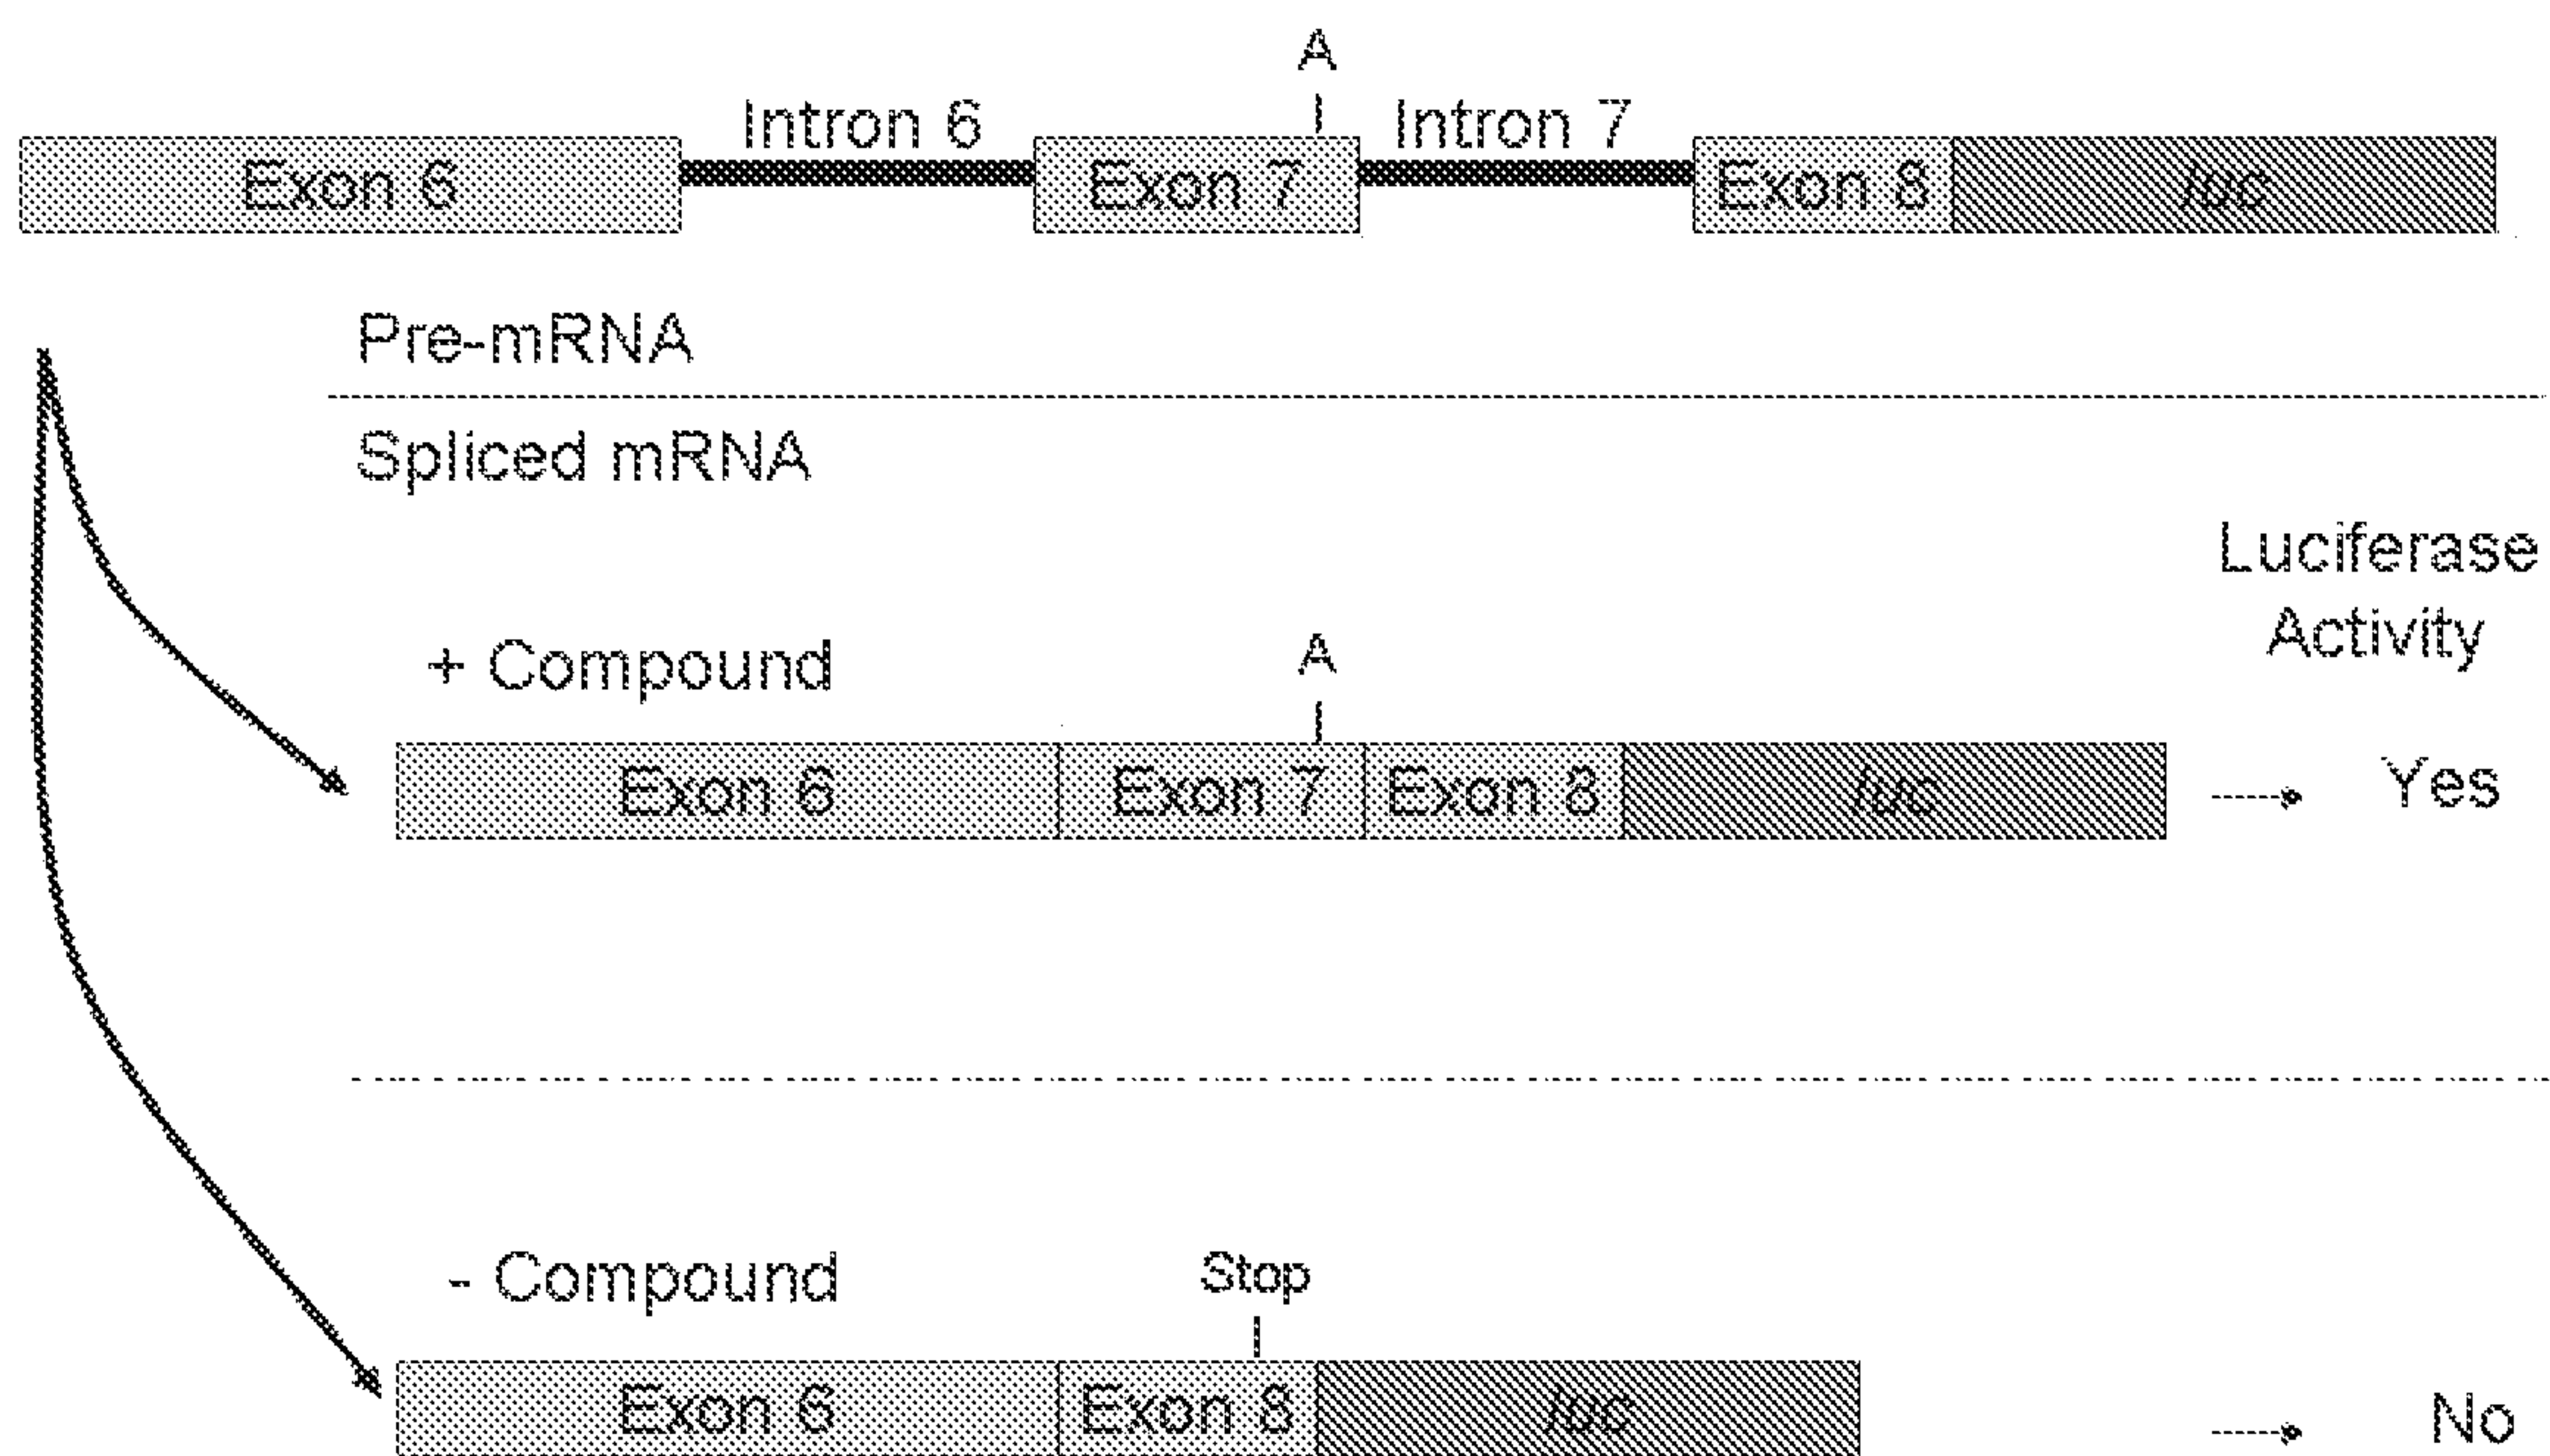 A
Intron 6 Intron 7
Exon 6 Exon 7 Exon 8 luc
Pre-mRNA
Spliced mRNA
Luciferase
Activity
+ Compound A
Exon 6 Exon 7 Exon 8 luc Yes
- Compound Stop
Exon 6 Exon 8 luc No